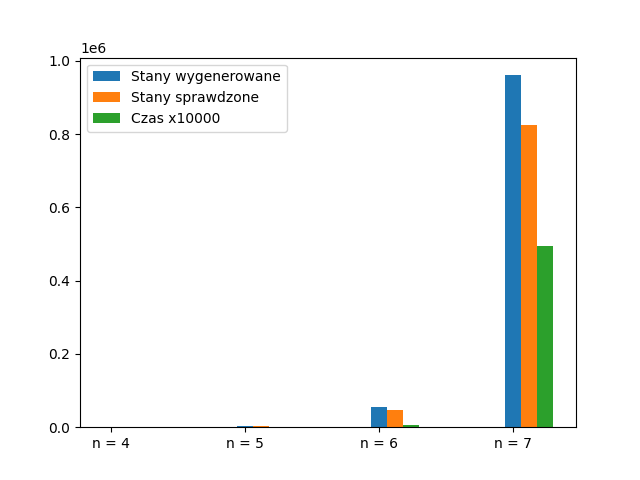 1e6
1.0
0.8
0.6
0.4
0.2
0.0
Stany wygenerowane
Stany sprawdzone
Czas x10000
n = 4
n = 5
n = 6
n = 7